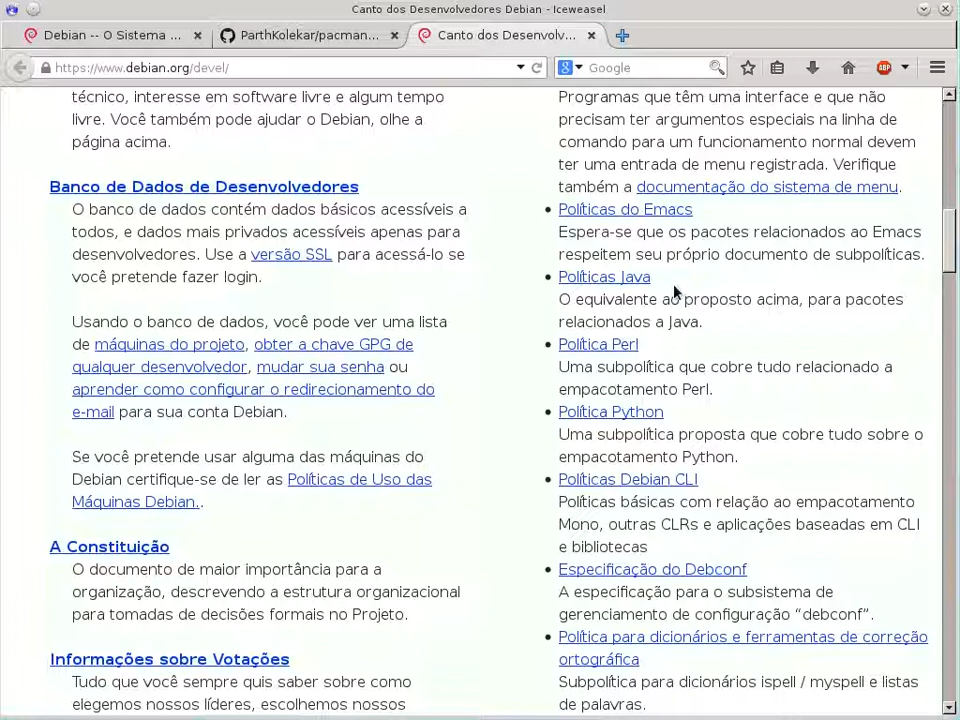 Canto dos Desenvolvedores Debian - Iceweasel
Debian -- O Sistema ...
ParthKolekar/pacman...
Canto dos Desenvolv...
https://www.debian.org/devel/
Google
ABP
técnico, interesse em software livre e algum tempo
livre. Você também pode ajudar o Debian, olhe a
página acima.
Banco de Dados de Desenvolvedores
O banco de dados contém dados básicos acessíveis a
todos, e dados mais privados acessíveis apenas para
desenvolvedores. Use a versão SSL para acessá-lo se
você pretende fazer login.
Usando o banco de dados, você pode ver uma lista
de máquinas do projeto, obter a chave GPG de
qualquer desenvolvedor, mudar sua senha ou
aprender como configurar o redirecionamento do
e-mail para sua conta Debian.
Se você pretende usar alguma das máquinas do
Debian certifique-se de ler as Políticas de Uso das
Máquinas Debian..
A Constituição
O documento de maior importância para a
organização, descrevendo a estrutura organizacional
para tomadas de decisões formais no Projeto.
Informações sobre Votações
Tudo que você sempre quis saber sobre como
elegemos nossos líderes, escolhemos nossos
Programas que têm uma interface e que não
precisam ter argumentos especiais na linha de
comando para um funcionamento normal devem
ter uma entrada de menu registrada. Verifique
também a documentação do sistema de menu.
• Políticas do Emacs
Espera-se que os pacotes relacionados ao Emacs
respeitem seu próprio documento de subpolíticas.
• Políticas Java
O equivalente ao proposto acima, para pacotes
relacionados a Java.
• Política Perl
Uma subpolítica que cobre tudo relacionado a
empacotamento Perl.
• Política Python
Uma subpolítica proposta que cobre tudo sobre o
empacotamento Python.
• Políticas Debian CLI
Políticas básicas com relação ao empacotamento
Mono, outras CLRs e aplicações baseadas em CLI
e bibliotecas
• Especificação do Debconf
A especificação para o subsistema de
gerenciamento de configuração “debconf”.
• Política para dicionários e ferramentas de correção
ortográfica
Subpolítica para dicionários ispell / myspell e listas
de palavras.